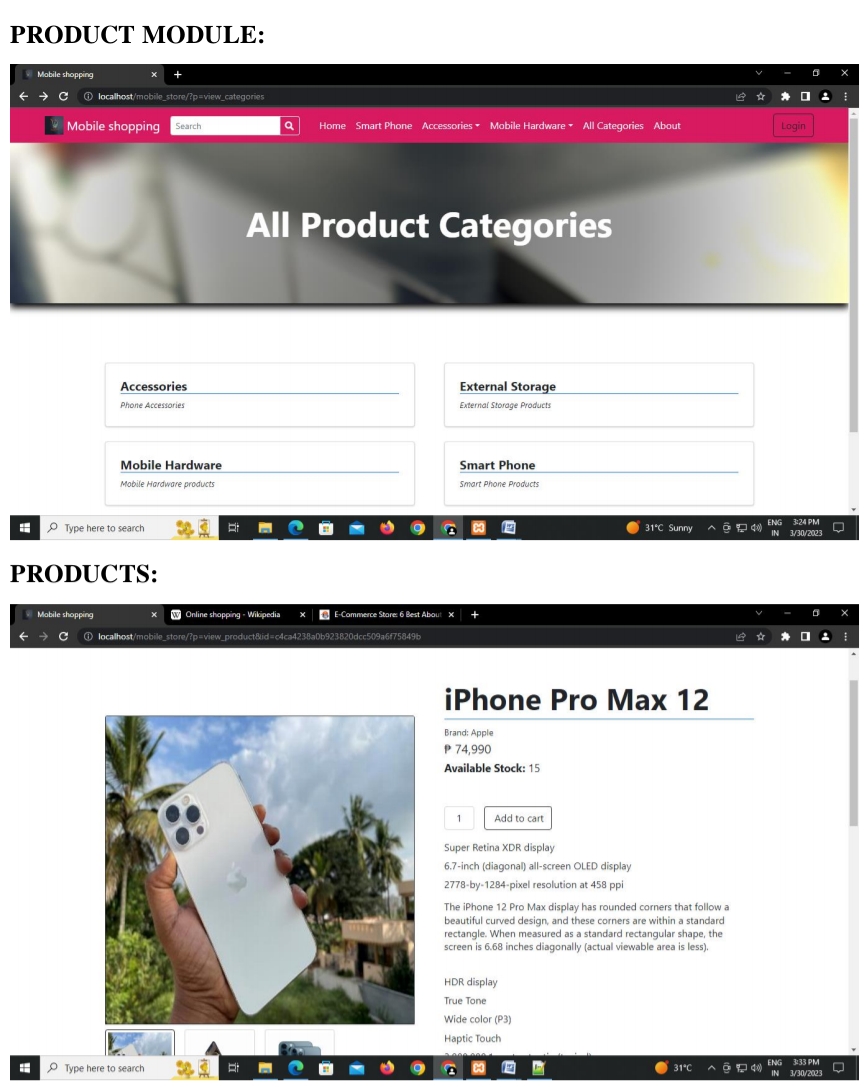 PRODUCT MODULE:
Mobile shopping
localhost/mobile_store/?p=view_categories
Mobile shopping Search Home Smart Phone Accessories Mobile Hardware All Categories About Login
All Product Categories
Accessories
Phone Accessories
External Storage
External Storage Products
Mobile Hardware
Mobile Hardware products
Smart Phone
Smart Phone Products
Type here to search 31°C Sunny ENG IN 3:24 PM 3/30/2023
PRODUCTS:
Mobile shopping Online shopping - Wikipedia E-Commerce Store: 6 Best About
localhost/mobile_store/?p=view_product&id=c4ca4238a0b923820dcc509a6f75849b
iPhone Pro Max 12
Brand: Apple
₱ 74,990
Available Stock: 15
1 Add to cart
Super Retina XDR display
6.7-inch (diagonal) all-screen OLED display
2778-by-1284-pixel resolution at 458 ppi
The iPhone 12 Pro Max display has rounded corners that follow a
beautiful curved design, and these corners are within a standard
rectangle. When measured as a standard rectangular shape, the
screen is 6.68 inches diagonally (actual viewable area is less).
HDR display
True Tone
Wide color (P3)
Haptic Touch
Type here to search 31°C ENG IN 3:33 PM 3/30/2023